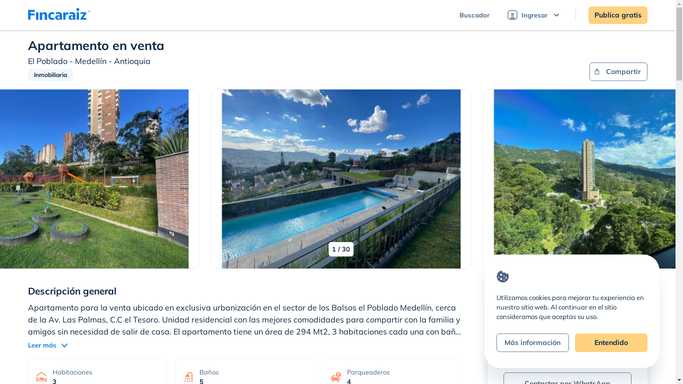 Fincaraiz
Buscador
Ingresar
Publica gratis
Apartamento en venta
El Poblado - Medellín - Antioquia
Inmobiliaria
Compartir
1 / 30
Descripción general
Apartamento para la venta ubicado en exclusiva urbanización en el sector de los Balsos el Poblado Medellín, cerca
de la Av. Las Palmas, C.C el Tesoro. Unidad residencial con las mejores comodidades para compartir con la familia y
amigos sin necesidad de salir de casa. El apartamento tiene un área de 294 Mt2, 3 habitaciones cada una con bañ...
Leer más
Habitaciones
3
Baños
5
Parqueaderos
4
Utilizamos cookies para mejorar tu experiencia en
nuestro sitio web. Al continuar en el sitio
consideramos que aceptas su uso.
Más información
Entendido
Contactar por WhatsApp